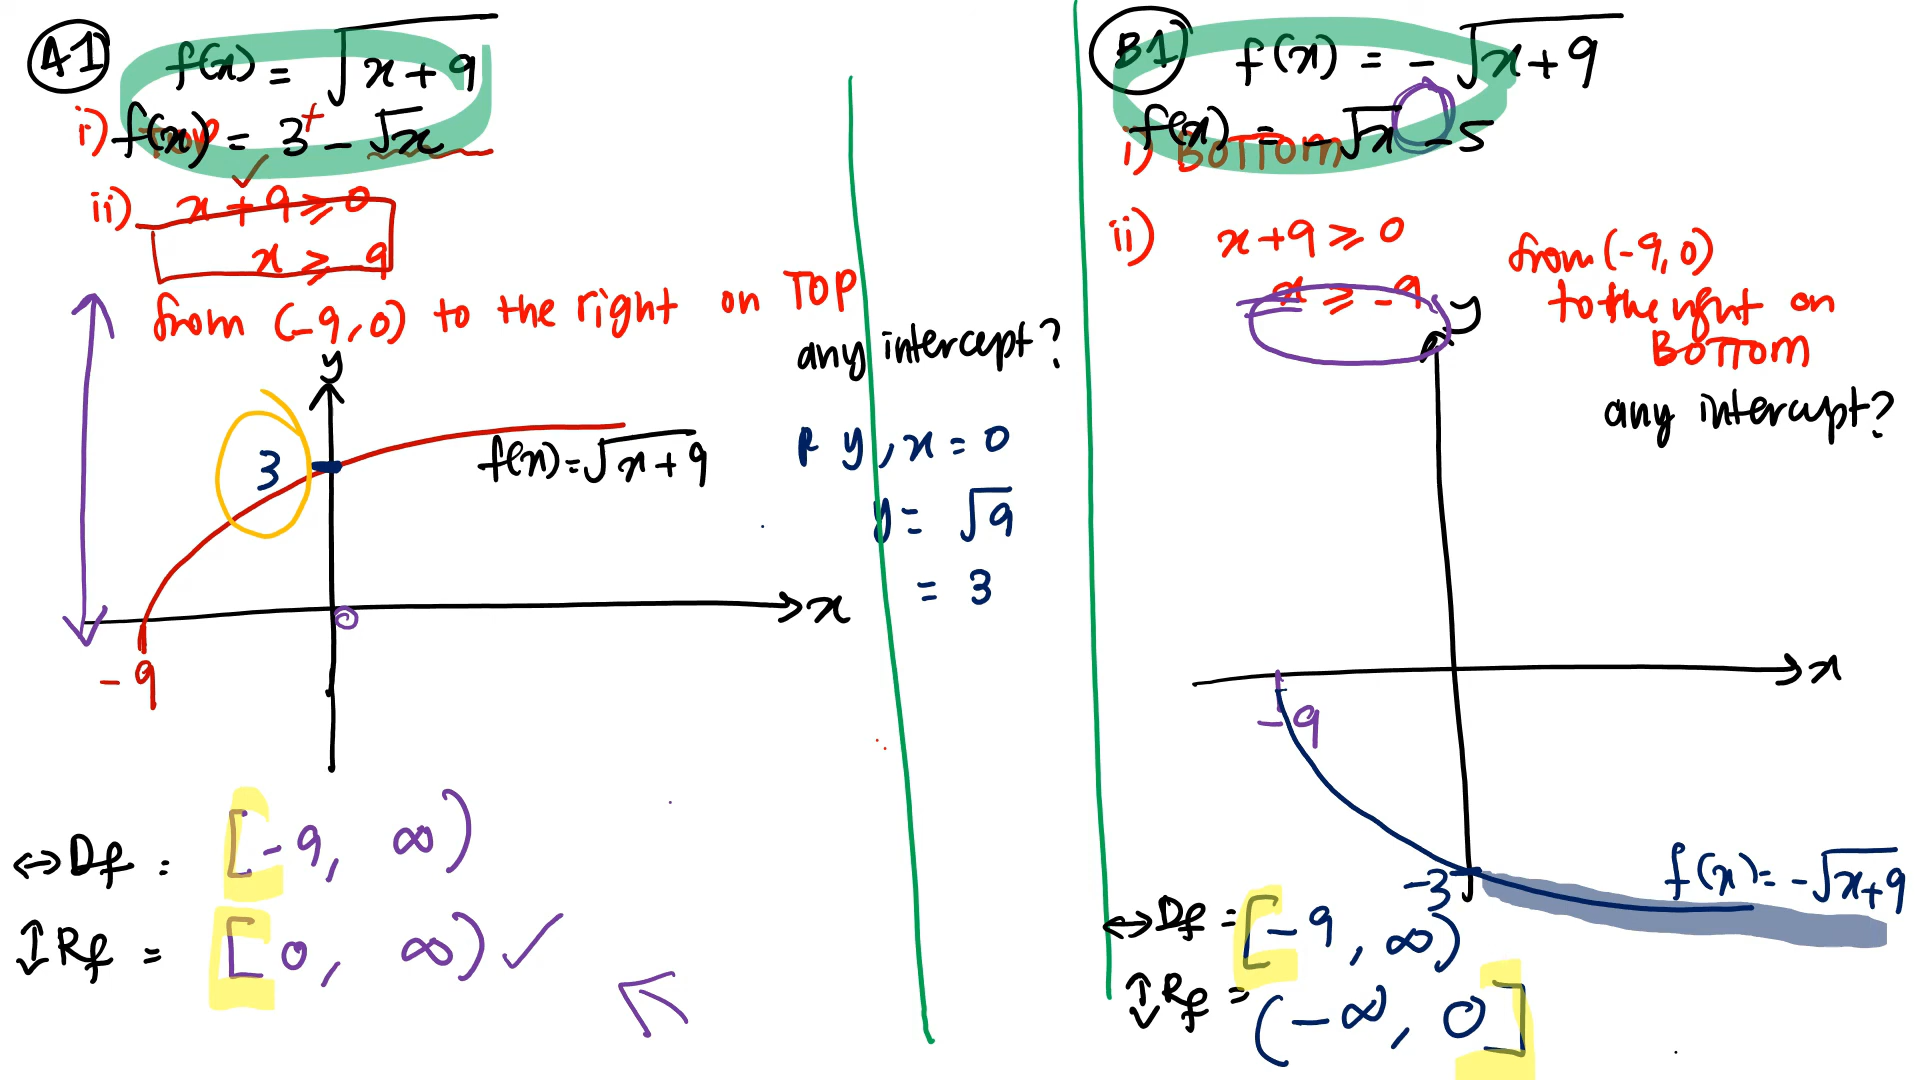 A1
f(x) = √x+9
i) TOP
f(x) = 3 - √x
ii) x + 9 ⩾ 0
x ⩾ 9
from (-9, 0) to the right on TOP
any intercept?
y
3
f(x) = √x+9
y, x = 0
y = √9
= 3
x
0
-9
↔ Df : [-9, ∞)
↕ Rf = [0, ∞) ✓
B1
f(x) = -√x+9
i) BOTTOM
f(x) = -√x - 5
ii) x+9 ⩾ 0
x ⩾ -9
from (-9, 0)
to the right on
BOTTOM
any intercept?
y
x
-9
-3
f(x) = -√x+9
↔ Df = [-9, ∞)
↕ Rf = (-∞, 0]